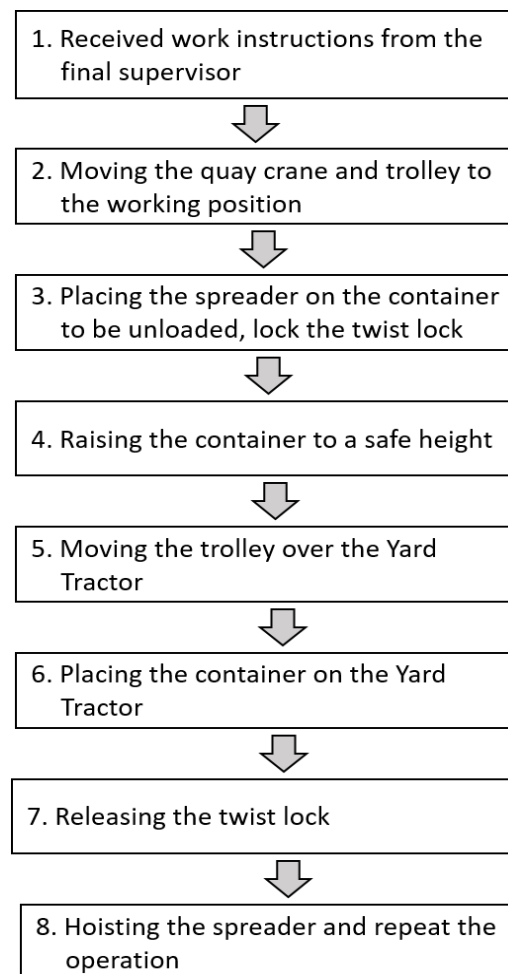 1. Received work instructions from the
final supervisor
2. Moving the quay crane and trolley to
the working position
3. Placing the spreader on the container
to be unloaded, lock the twist lock
4. Raising the container to a safe height
5. Moving the trolley over the Yard
Tractor
6. Placing the container on the Yard
Tractor
7. Releasing the twist lock
8. Hoisting the spreader and repeat the
operation